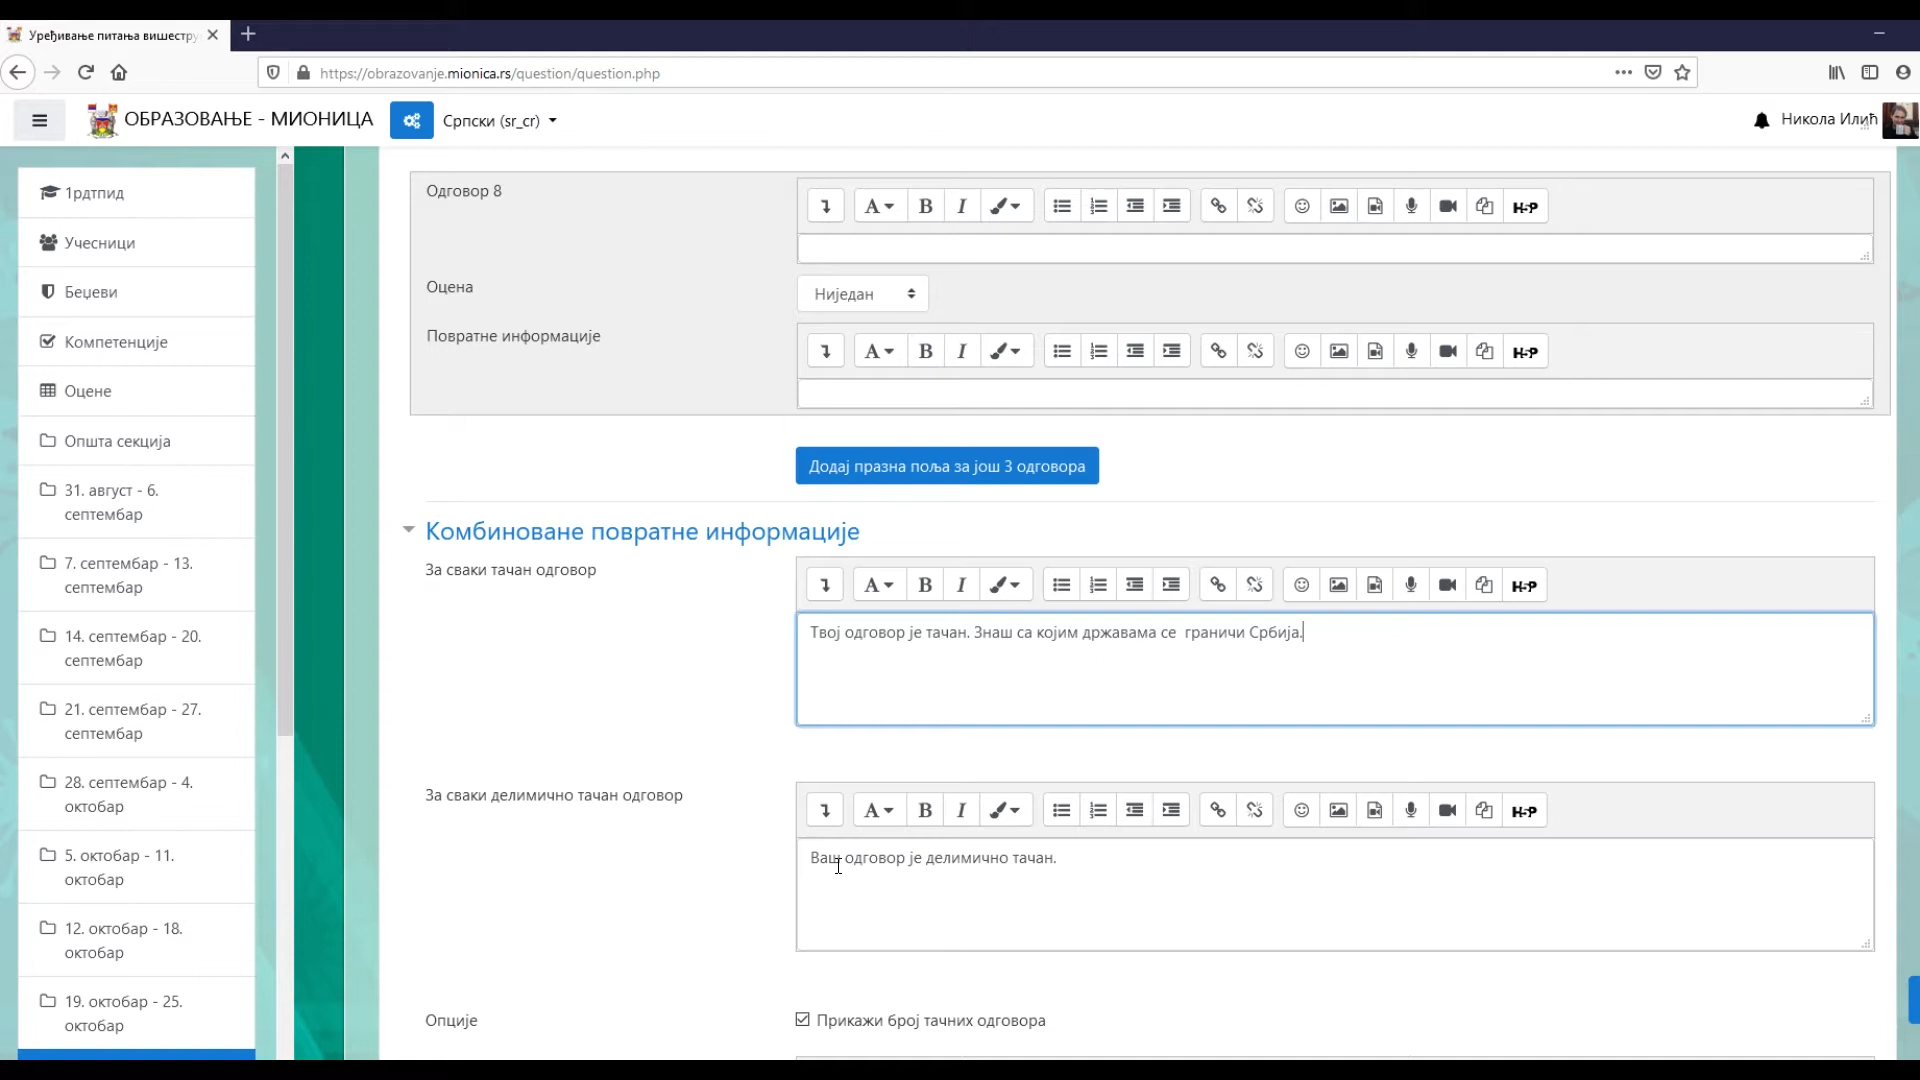 Уређивање питања вишестру
https://obrazovanje.mionica.rs/question/question.php
ОБРАЗОВАЊЕ - МИОНИЦА
Српски (sr_cr)
Никола Илић
1рдтпид
Учесници
Беџеви
Компетенције
Оцене
Општа секција
31. август - 6.
септембар
7. септембар - 13.
септембар
14. септембар - 20.
септембар
21. септембар - 27.
септембар
28. септембар - 4.
октобар
5. октобар - 11.
октобар
12. октобар - 18.
октобар
19. октобар - 25.
октобар
Одговор 8
A B I H-P
Оцена
Ниједан
Повратне информације
A B I H-P
Додај празна поља за још 3 одговора
Комбиноване повратне информације
За сваки тачан одговор
A B I H-P
Твој одговор је тачан. Знаш са којим државама се  граничи Србија.
За сваки делимично тачан одговор
A B I H-P
Ваш одговор је делимично тачан.
Опције
Прикажи број тачних одговора